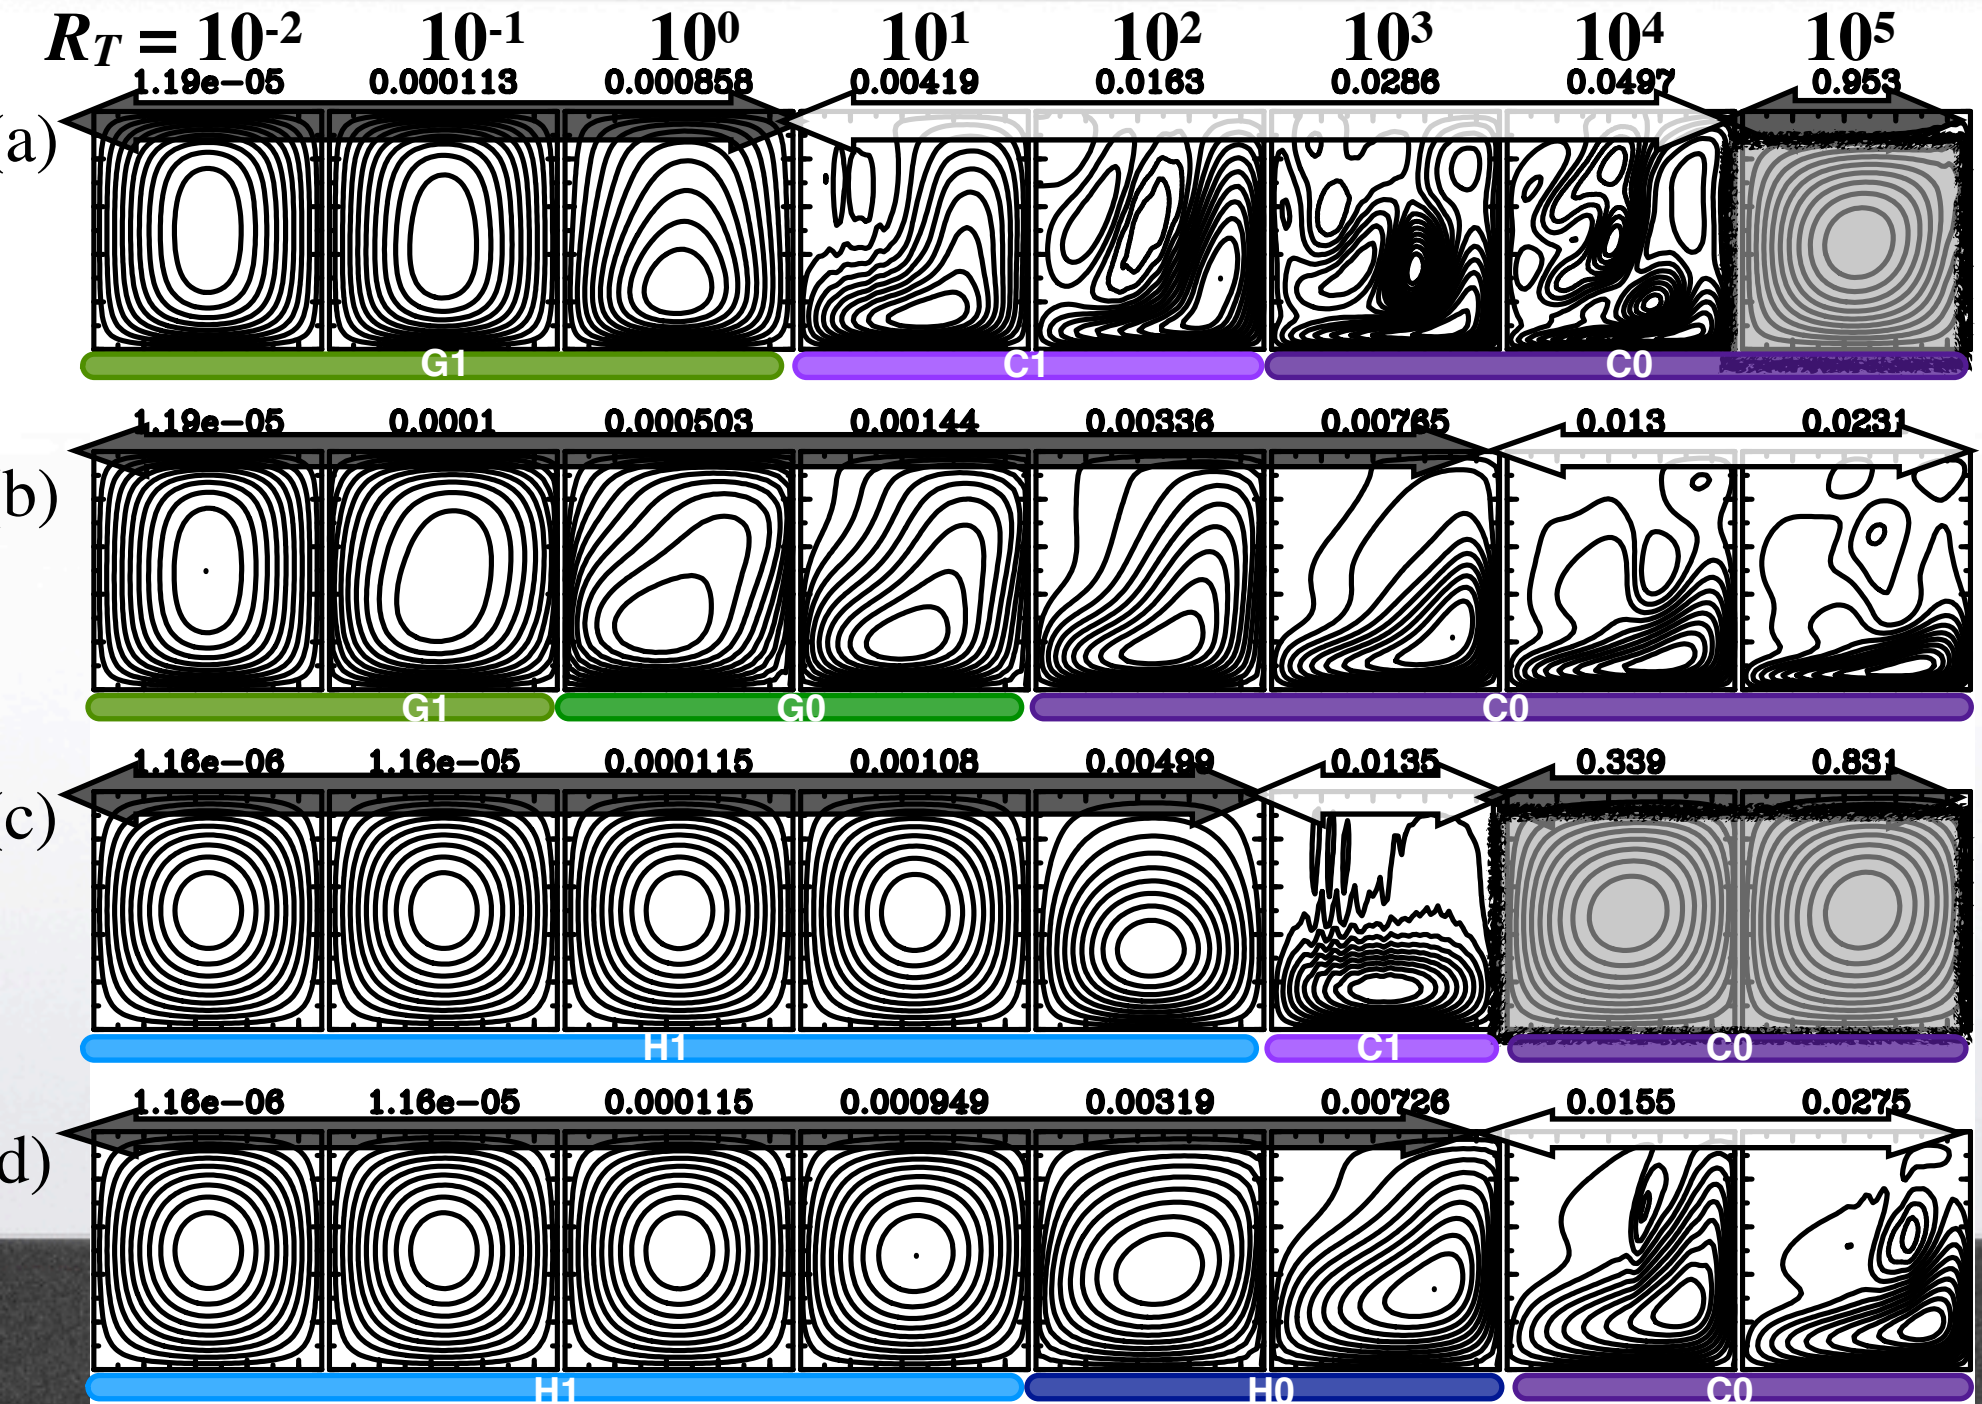 R_T = 10^-2 10^-1 10^0 10^1 10^2 10^3 10^4 10^5
1.19e-05 0.000113 0.000858 0.00419 0.0163 0.0286 0.0497 0.953
a)
G1 C1 C0
1.19e-05 0.0001 0.000503 0.00144 0.00336 0.00765 0.013 0.0231
b)
G1 G0 C0
1.16e-06 1.16e-05 0.000115 0.00108 0.00499 0.0135 0.339 0.831
(c)
H1 C1 C0
1.16e-06 1.16e-05 0.000115 0.000949 0.00319 0.00726 0.0155 0.0275
d)
H1 H0 C0